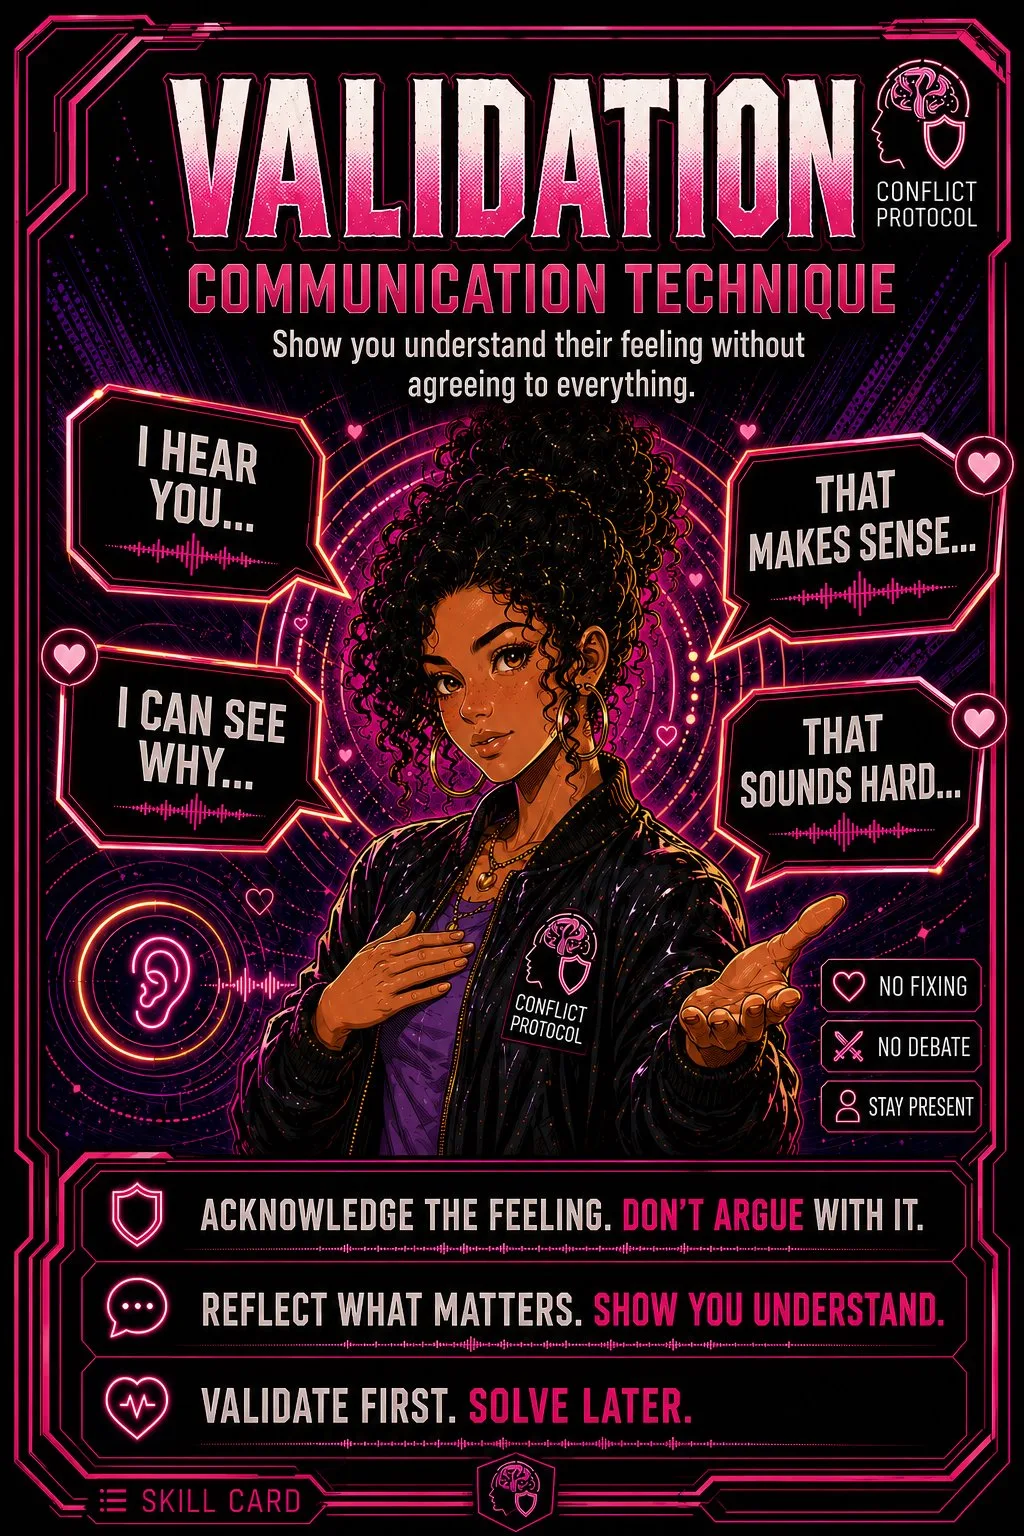 VALIDATION
CONFLICT
PROTOCOL
COMMUNICATION TECHNIQUE
Show you understand their feeling without
agreeing to everything.
I HEAR
YOU...
THAT
MAKES SENSE...
I CAN SEE
WHY...
THAT
SOUNDS HARD...
CONFLICT
PROTOCOL
NO FIXING
NO DEBATE
STAY PRESENT
ACKNOWLEDGE THE FEELING. DON'T ARGUE WITH IT.
REFLECT WHAT MATTERS. SHOW YOU UNDERSTAND.
VALIDATE FIRST. SOLVE LATER.
SKILL CARD